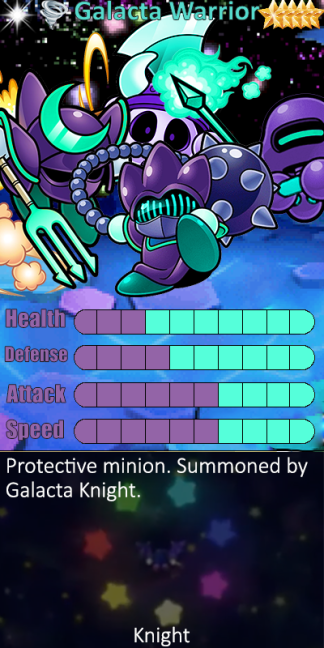 Galacta Warrior
Health
Defense
Attack
Speed
Protective minion. Summoned by
Galacta Knight.
Knight